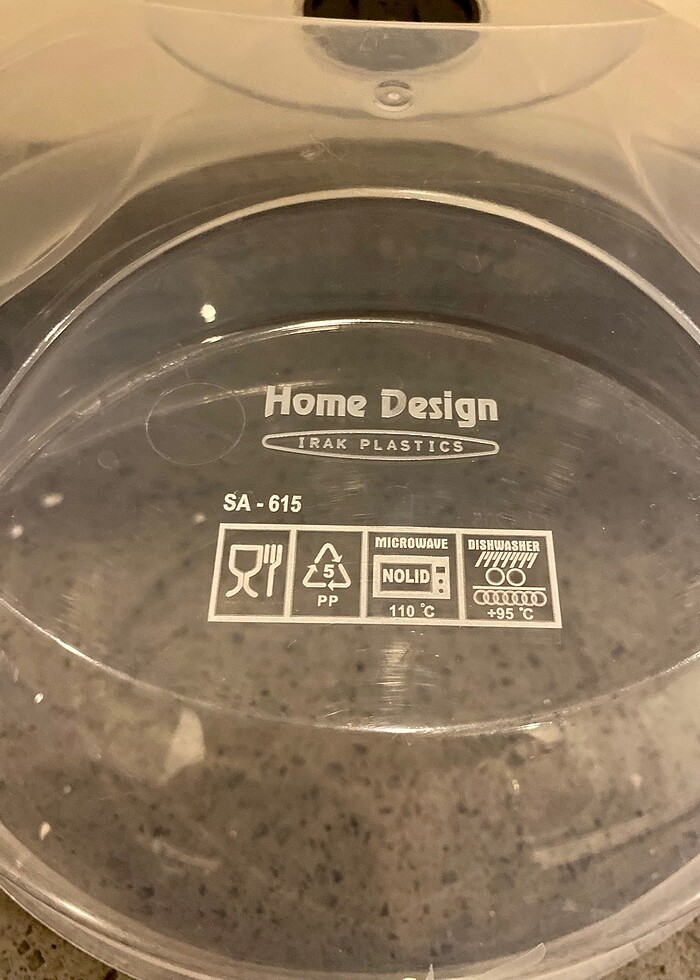 Home Design
IRAK PLASTICS
SA - 615
5
PP
MICROWAVE
NOLID
110 °C
DISHWASHER
+95 °C